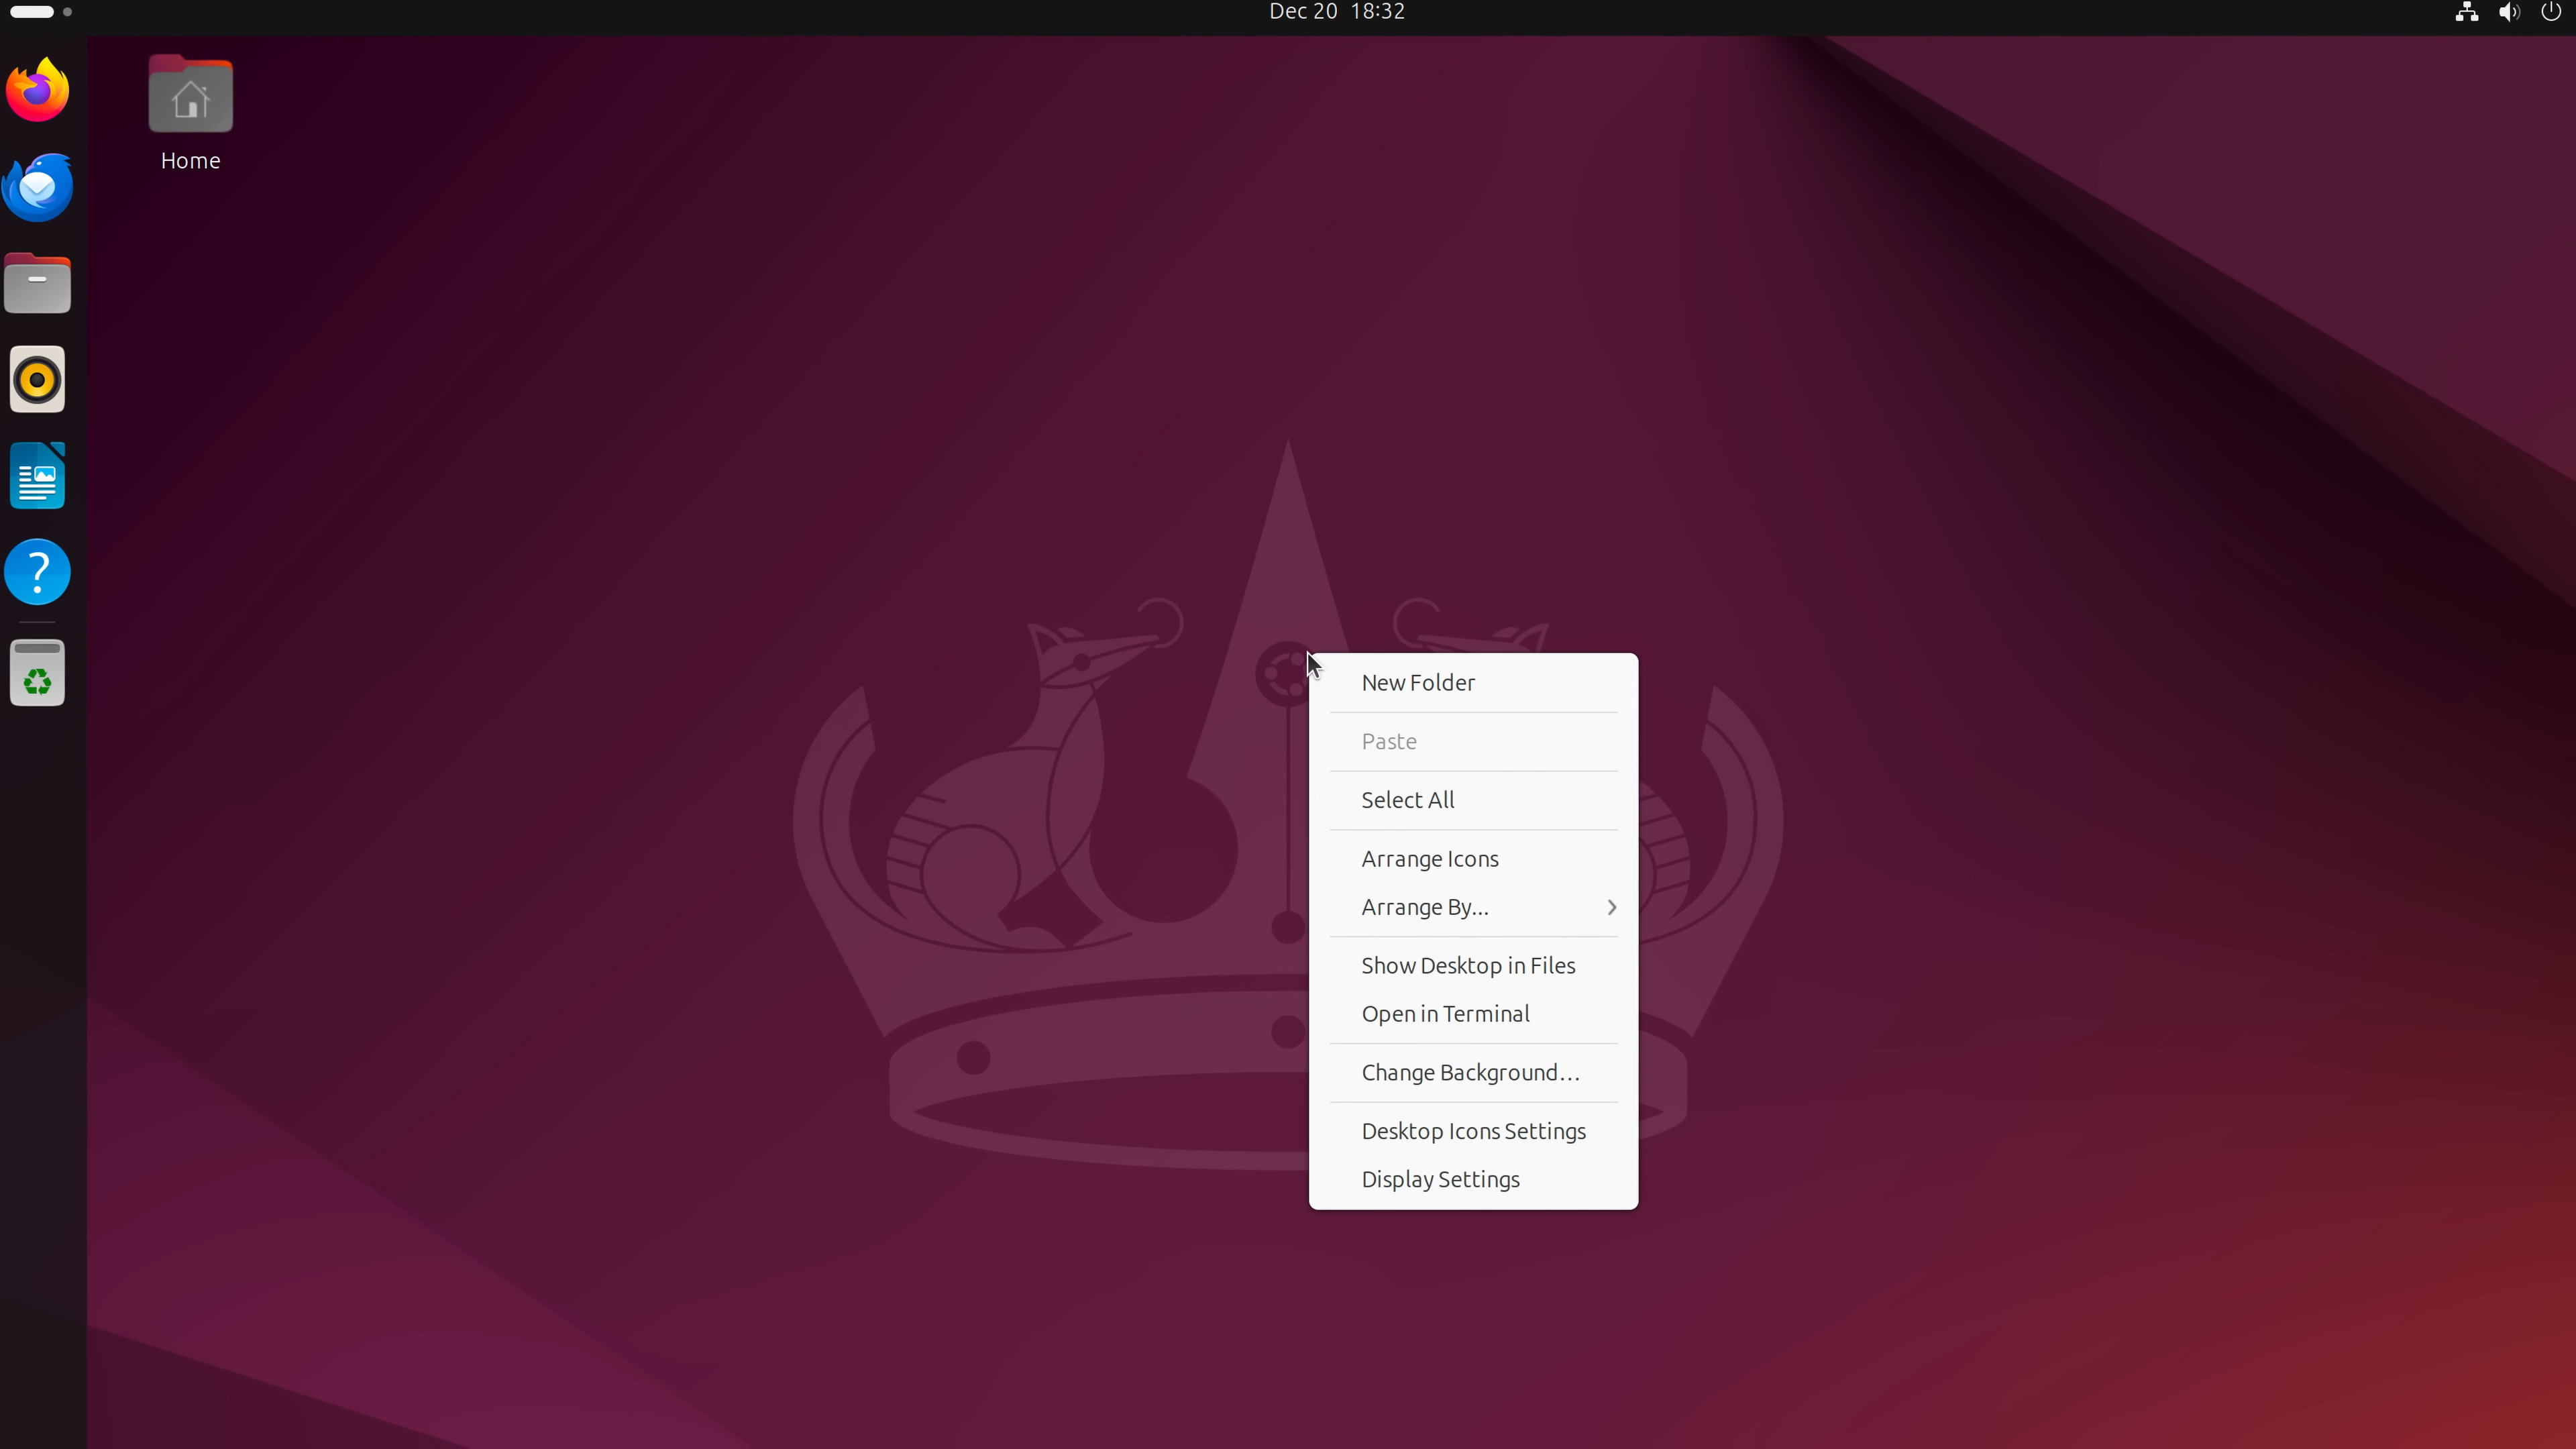 Dec 20 18:32
Home
New Folder
Paste
Select All
Arrange Icons
Arrange By...
Show Desktop in Files
Open in Terminal
Change Background…
Desktop Icons Settings
Display Settings